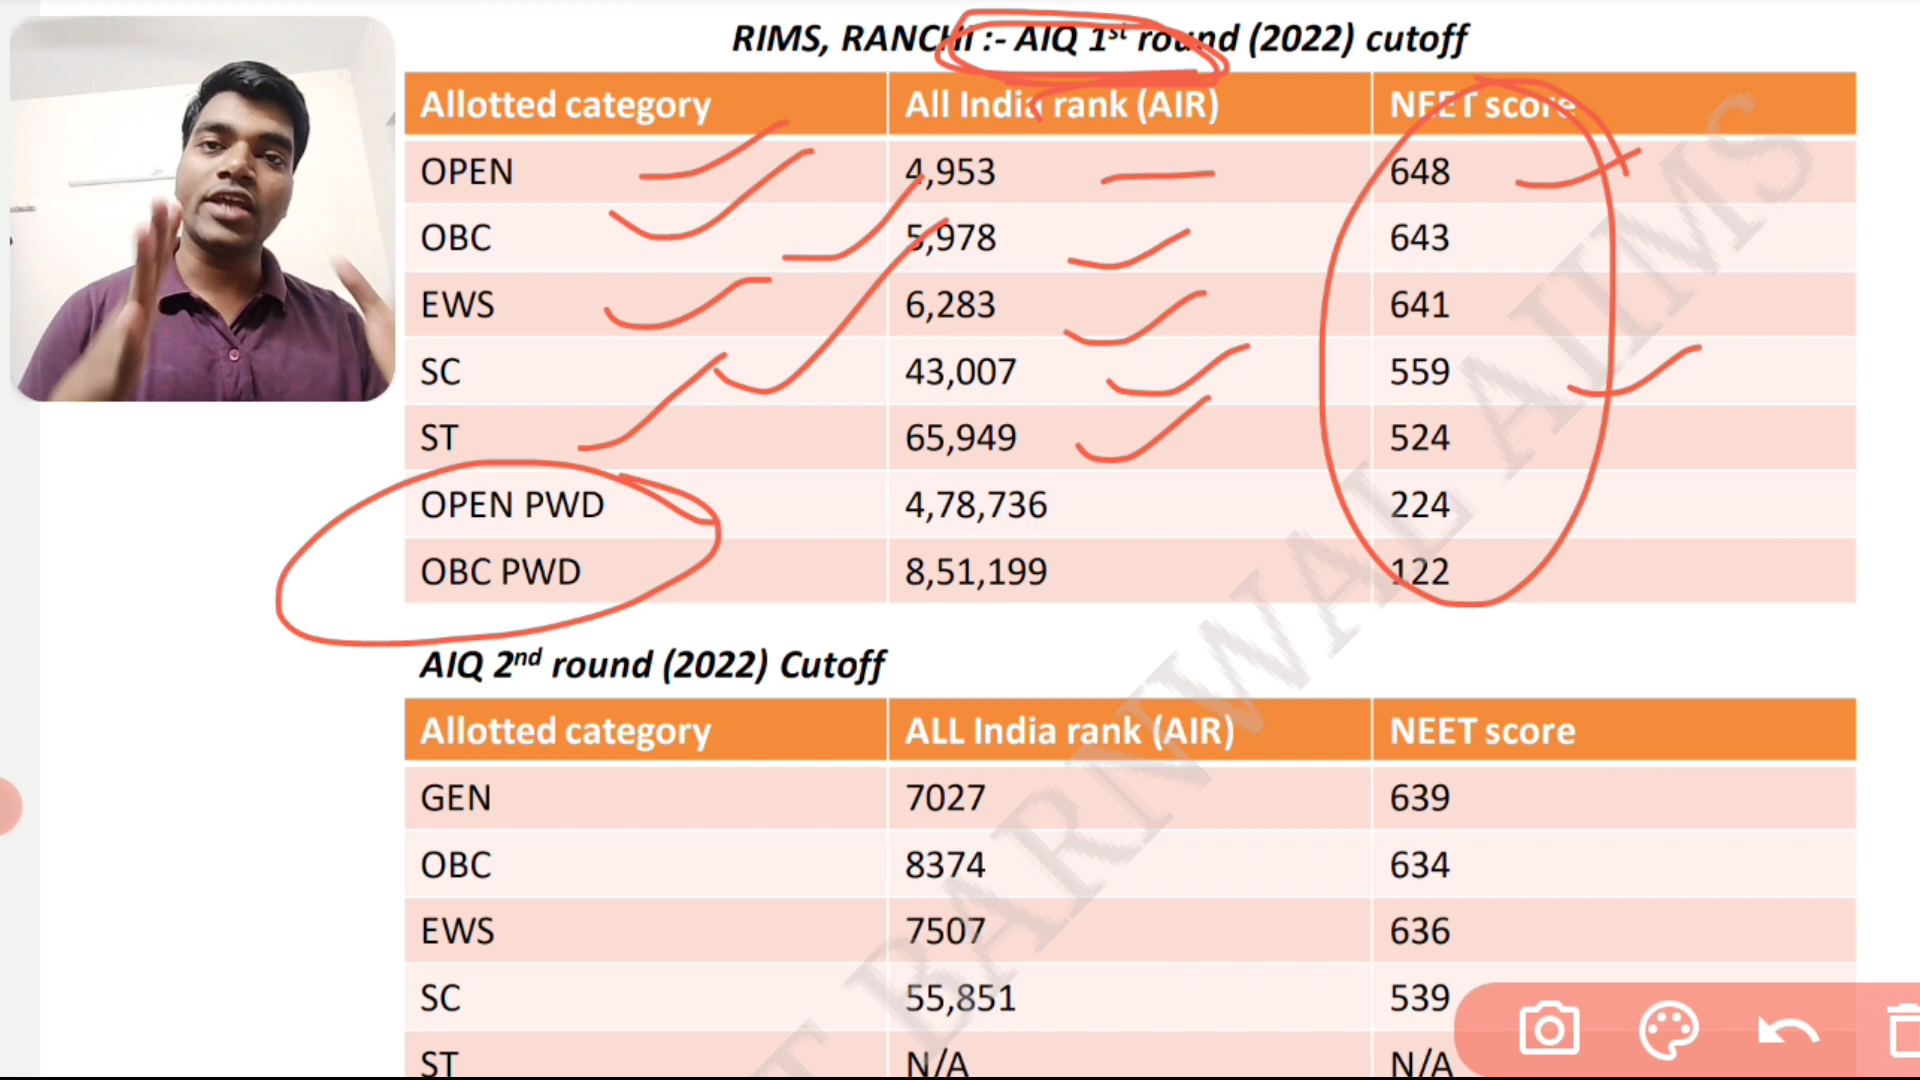 RIMS, RANCHI :- AIQ 1st round (2022) cutoff
Allotted category All India rank (AIR) NEET score
OPEN 4,953 648
OBC 5,978 643
EWS 6,283 641
SC 43,007 559
ST 65,949 524
OPEN PWD 4,78,736 224
OBC PWD 8,51,199 122
AIQ 2nd round (2022) Cutoff
Allotted category ALL India rank (AIR) NEET score
GEN 7027 639
OBC 8374 634
EWS 7507 636
SC 55,851 539
ST N/A N/A
BARNWAL AIIMS